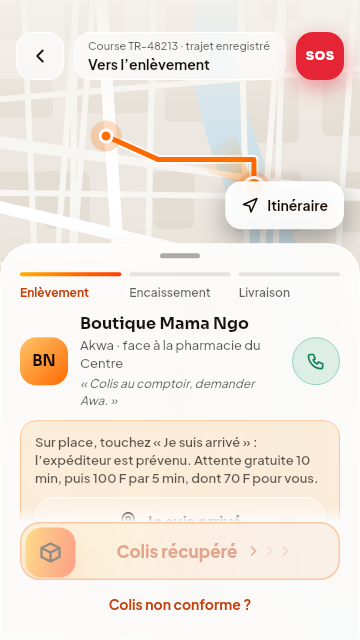 Course TR-48213 · trajet enregistré
Vers l’enlèvement
SOS
Itinéraire
Enlèvement Encaissement Livraison
Boutique Mama Ngo
BN
Akwa · face à la pharmacie du
Centre
« Colis au comptoir, demander
Awa. »
Sur place, touchez « Je suis arrivé » :
l’expéditeur est prévenu. Attente gratuite 10
min, puis 100 F par 5 min, dont 70 F pour vous.
Je suis arrivé
Colis récupéré
Colis non conforme ?